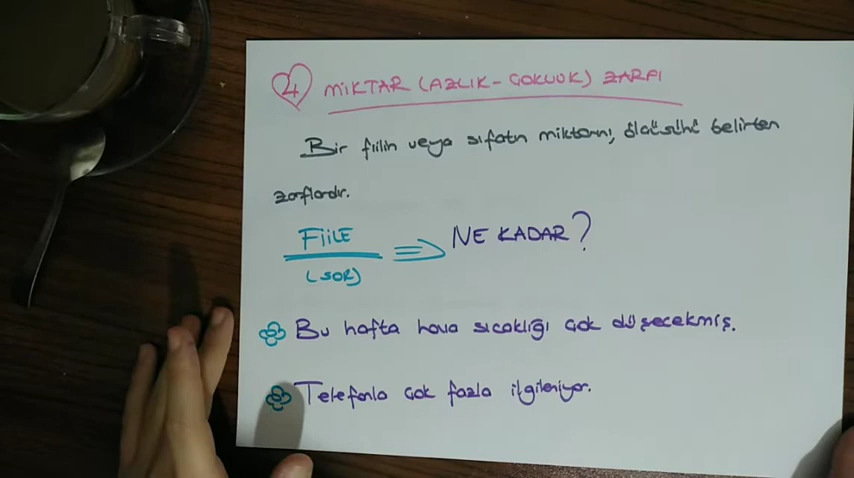 4 MİKTAR (AZLIK-ÇOKLUK) ZARFI
Bir fiilin veya sıfatın miktarını, ölçüsünü belirten
zarflardır.
FİİLE ⇒ NE KADAR?
(SOR)
Bu hafta hava sıcaklığı çok düşecekmiş.
Telefonla çok fazla ilgileniyor.